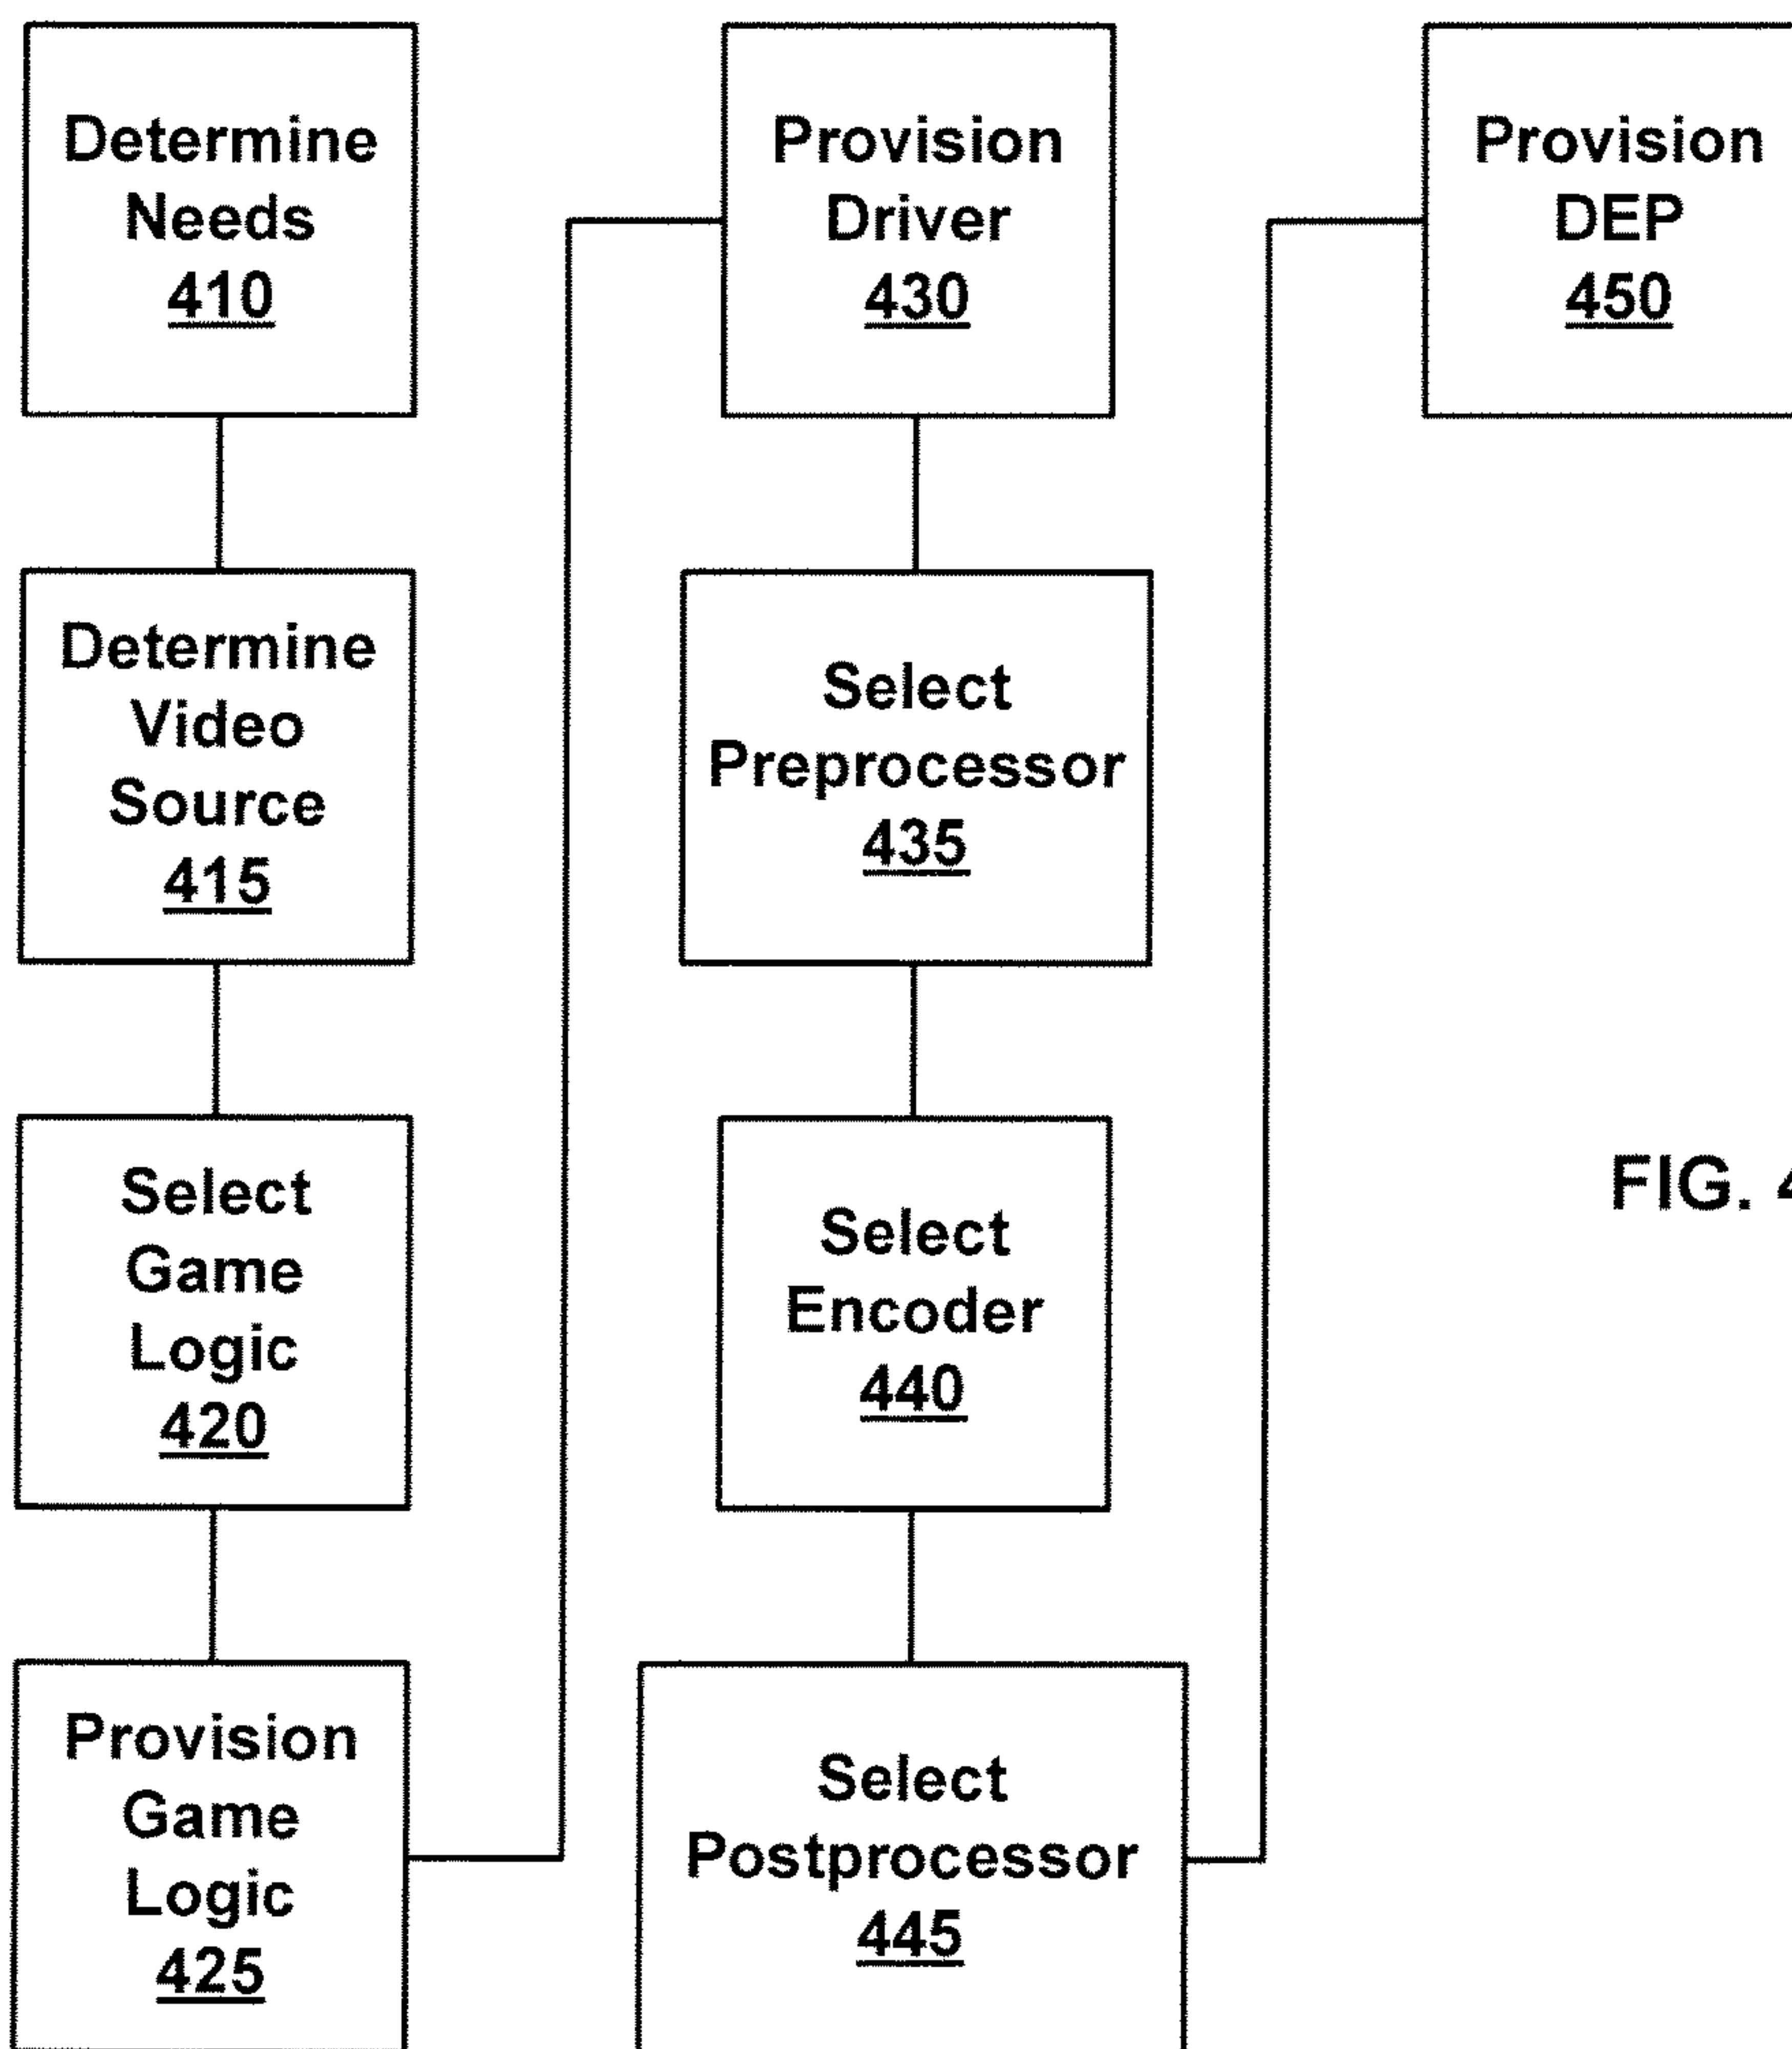 Determine
Needs
410
Determine
Video
Source
415
Select
Game
Logic
420
Provision
Game
Logic
425
Provision
Driver
430
Select
Preprocessor
435
Select
Encoder
440
Select
Postprocessor
445
Provision
DEP
450
FIG. 4